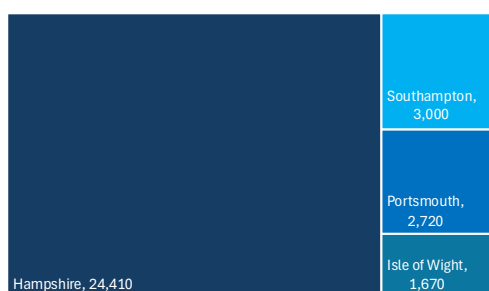 Southampton,
3,000
Portsmouth,
2,720
Isle of Wight,
1,670
Hampshire, 24,410